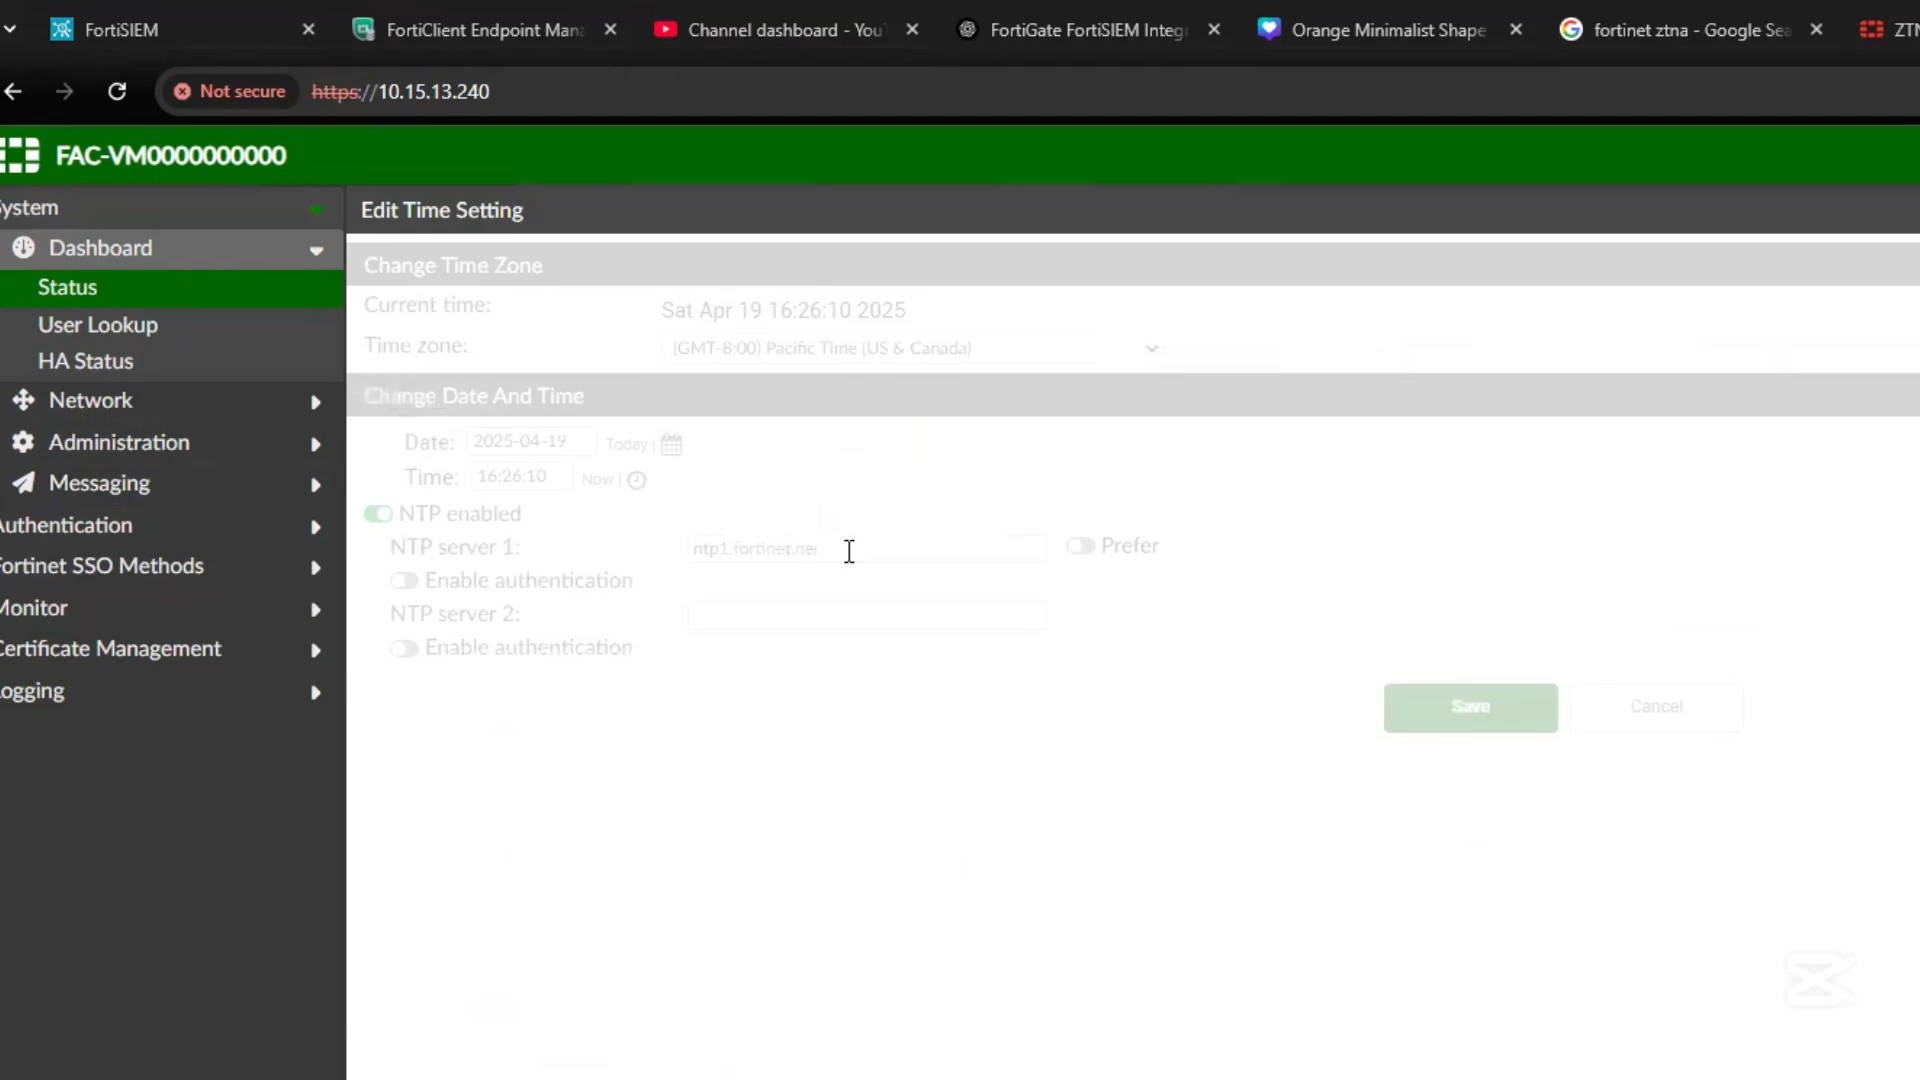 FortiSIEM
FortiClient Endpoint Mana
Channel dashboard - You
FortiGate FortiSIEM Integr
Orange Minimalist Shape
fortinet ztna - Google Sea
ZTN
Not secure
https://10.15.13.240
FAC-VM0000000000
ystem
Edit Time Setting
Dashboard
Status
User Lookup
HA Status
Network
Administration
Messaging
Authentication
Fortinet SSO Methods
Monitor
Certificate Management
ogging
Change Time Zone
Current time: Sat Apr 19 16:26:10 2025
Time zone: (GMT-8:00) Pacific Time (US & Canada)
Change Date And Time
Date: 2025-04-19 Today |
Time: 16:26:10 Now |
NTP enabled
NTP server 1: ntp1.fortinet.net Prefer
Enable authentication
NTP server 2:
Enable authentication
Save Cancel